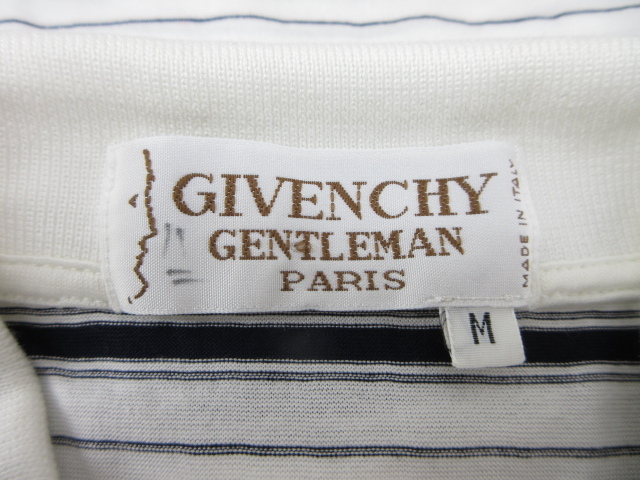 GIVENCHY
GENTLEMAN
PARIS
MADE IN ITALY
M